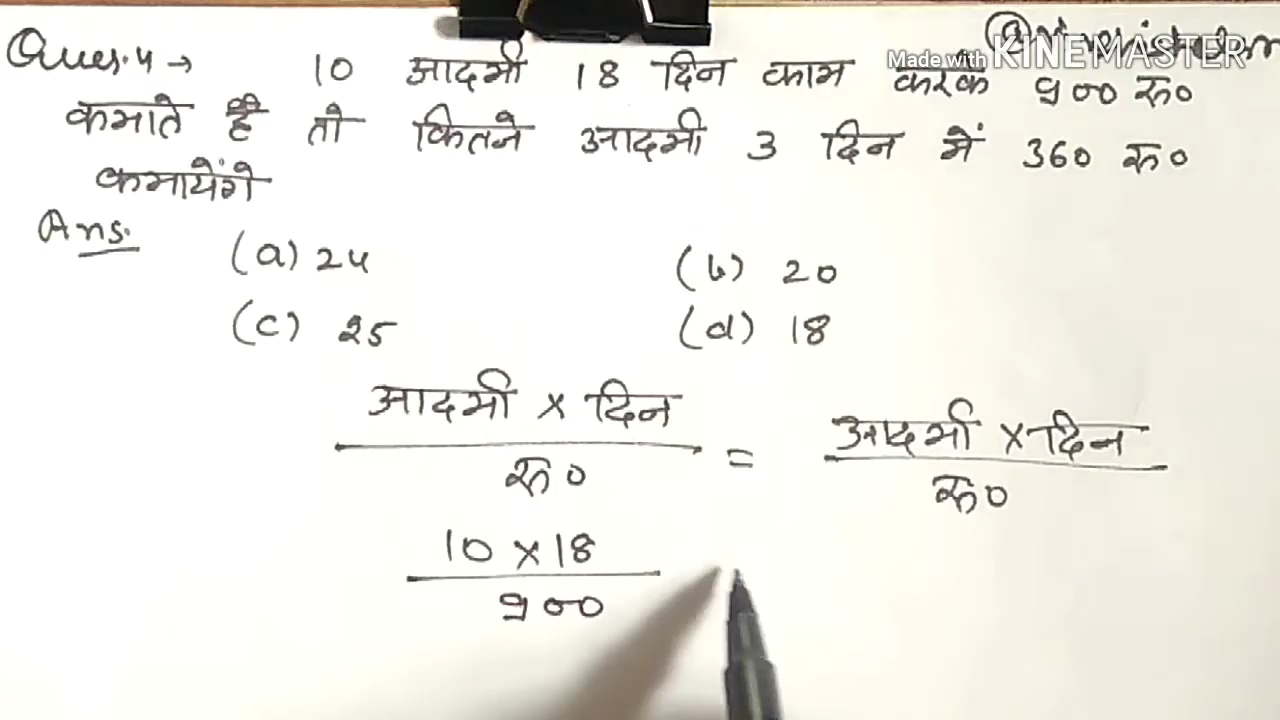 Made with KINEMASTER
Ques.4 → 10 आदमी 18 दिन काम करके 900 रु०
कमाते है तो कितने आदमी 3 दिन में 360 रु०
कमायेंगे
Ans.
(a) 24 (b) 20
(c) 25 (d) 18
आदमी × दिन / रु० = आदमी × दिन / रु०
10 × 18 / 900